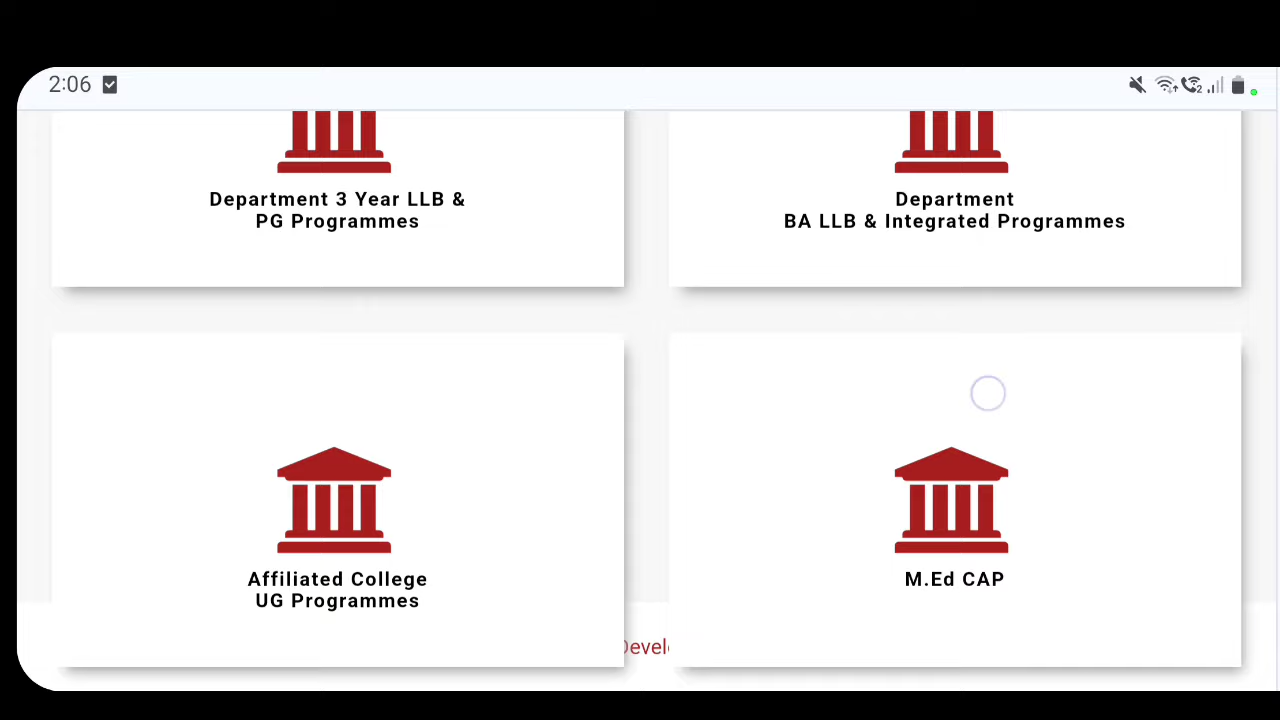 2:06
Department 3 Year LLB &
PG Programmes
Department
BA LLB & Integrated Programmes
Affiliated College
UG Programmes
M.Ed CAP